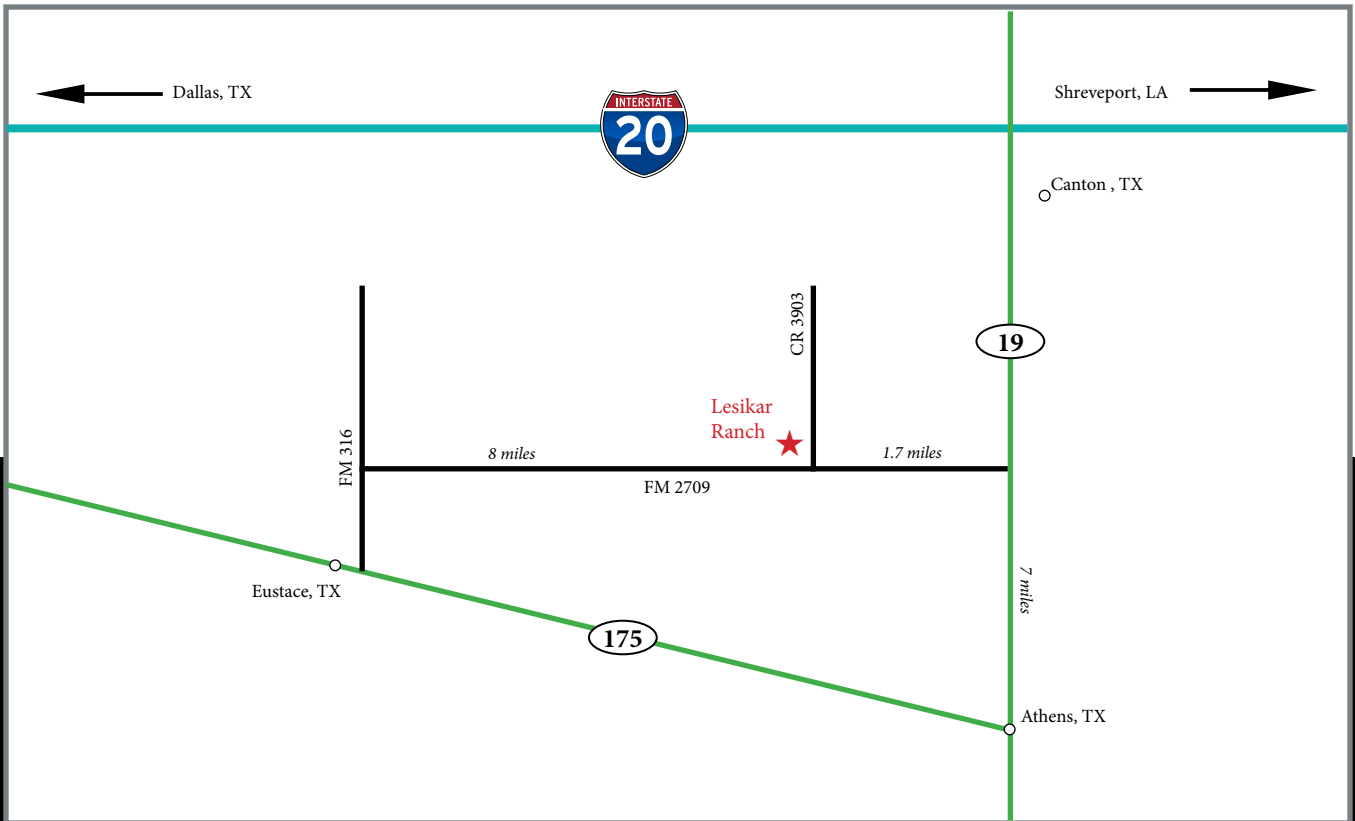 Dallas, TX
Shreveport, LA
INTERSTATE
20
Canton , TX
CR 3903
19
Lesikar
Ranch
FM 316
8 miles
1.7 miles
FM 2709
7 miles
Eustace, TX
175
Athens, TX